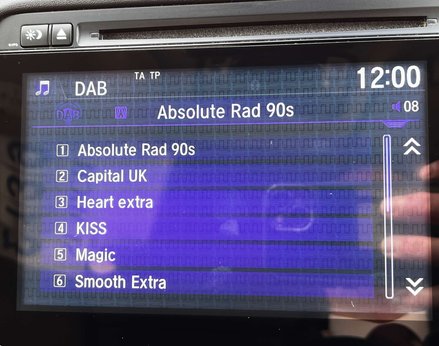 TA TP
DAB
12:00
DAB
Absolute Rad 90s
08
1 Absolute Rad 90s
2 Capital UK
3 Heart extra
4 KISS
5 Magic
6 Smooth Extra